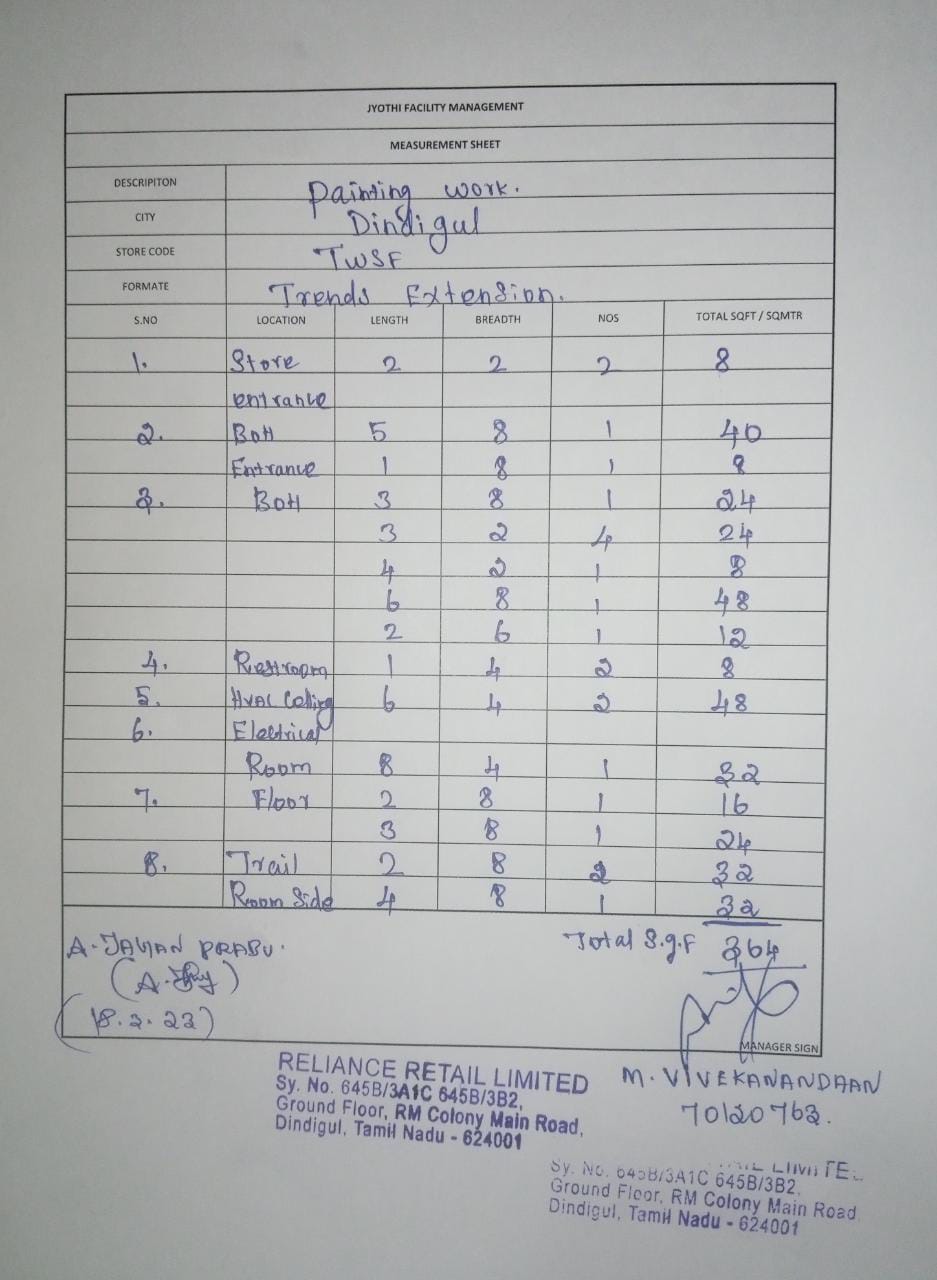 JYOTHI FACILITY MANAGEMENT
MEASUREMENT SHEET
DESCRIPITON Painting work.
CITY Dindigul
STORE CODE TWSF
FORMATE Trends Extension.
S.NO LOCATION LENGTH BREADTH NOS TOTAL SQFT / SQMTR
1. Store 2 2 2 8
entrance
2. BOH 5 8 1 40
Entrance 1 8 1 8
3. BOH 3 8 1 24
3 2 4 24
4 2 1 8
6 8 1 48
2 6 1 12
4. Restroom 1 4 2 8
5. HVAC Ceiling 6 4 2 48
6. Electrical
Room 8 4 1 32
7. Floor 2 8 1 16
3 8 1 24
8. Trail 2 8 2 32
Room Side 4 8 1 32
Total S.q.F 364
A. JAYAN PRABU.
(18.2.23)
MANAGER SIGN
M. VIVEKANANDHAN
70120763.
RELIANCE RETAIL LIMITED
Sy. No. 645B/3A1C 645B/3B2,
Ground Floor, RM Colony Main Road,
Dindigul, Tamil Nadu - 624001
Sy. No. 645B/3A1C 645B/3B2,
Ground Floor, RM Colony Main Road,
Dindigul, Tamil Nadu - 624001